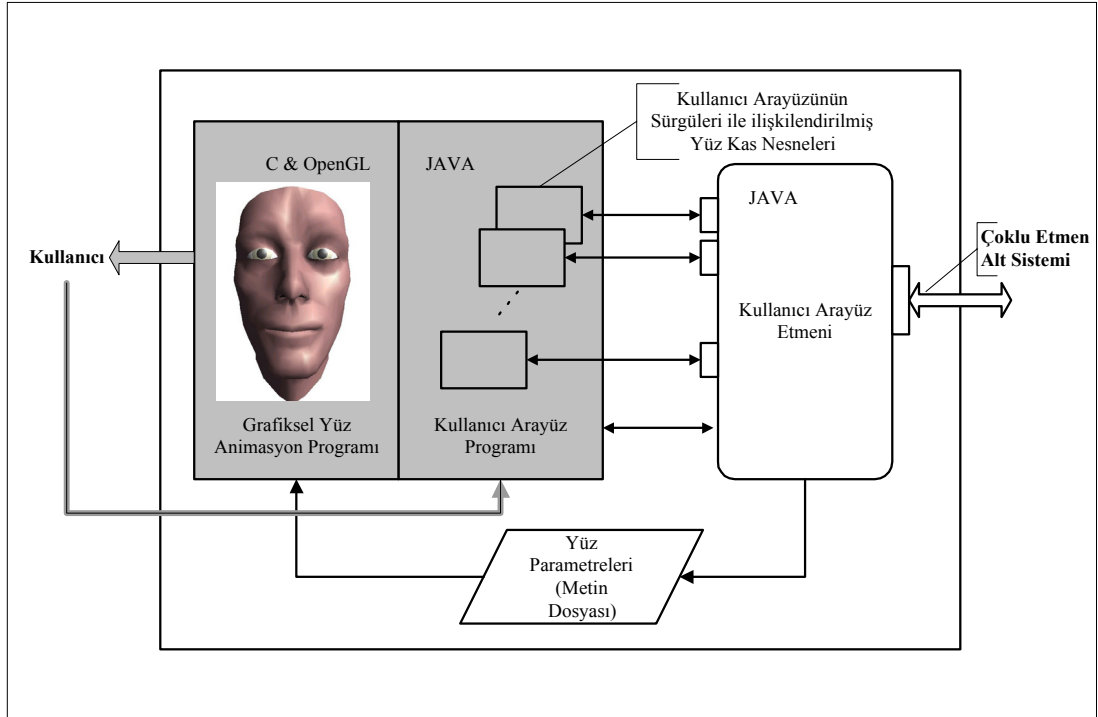 Kullanıcı Arayüzünün
Sürgüleri ile ilişkilendirilmiş
Yüz Kas Nesneleri
C & OpenGL
JAVA
JAVA
Kullanıcı
Çoklu Etmen
Alt Sistemi
Kullanıcı Arayüz
Etmeni
Grafiksel Yüz
Animasyon Programı
Kullanıcı Arayüz
Programı
Yüz
Parametreleri
(Metin
Dosyası)